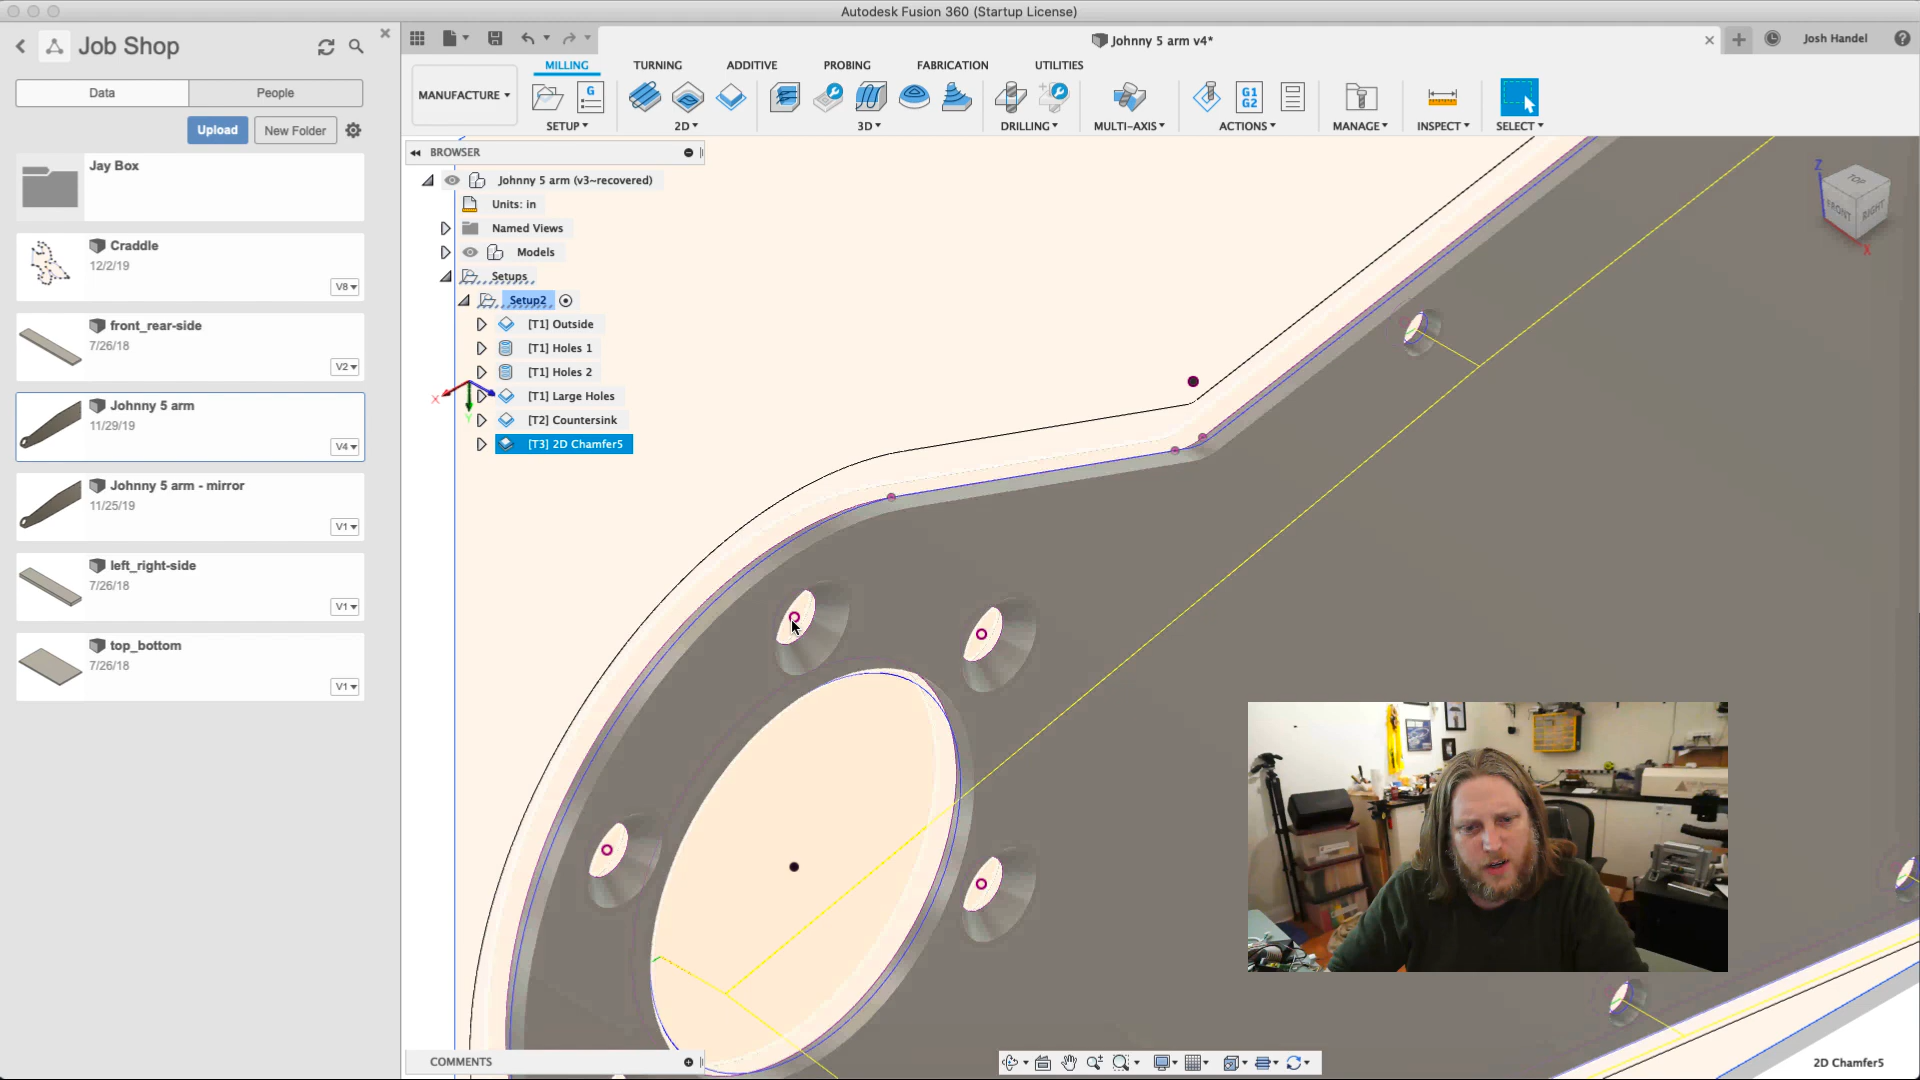 Autodesk Fusion 360 (Startup License)
Job Shop
Data
People
Upload
New Folder
Jay Box
Craddle
12/2/19
V8
front_rear-side
7/26/18
V2
Johnny 5 arm
11/29/19
V4
Johnny 5 arm - mirror
11/25/19
V1
left_right-side
7/26/18
V1
top_bottom
7/26/18
V1
Johnny 5 arm v4*
Josh Handel
MANUFACTURE
MILLING
TURNING
ADDITIVE
PROBING
FABRICATION
UTILITIES
G
G1
G2
SETUP
2D
3D
DRILLING
MULTI-AXIS
ACTIONS
MANAGE
INSPECT
SELECT
BROWSER
Johnny 5 arm (v3~recovered)
Units: in
Named Views
Models
Setups
Setup2
[T1] Outside
[T1] Holes 1
[T1] Holes 2
[T1] Large Holes
[T2] Countersink
[T3] 2D Chamfer5
X
Y
Z
TOP
FRONT
RIGHT
X
COMMENTS
2D Chamfer5